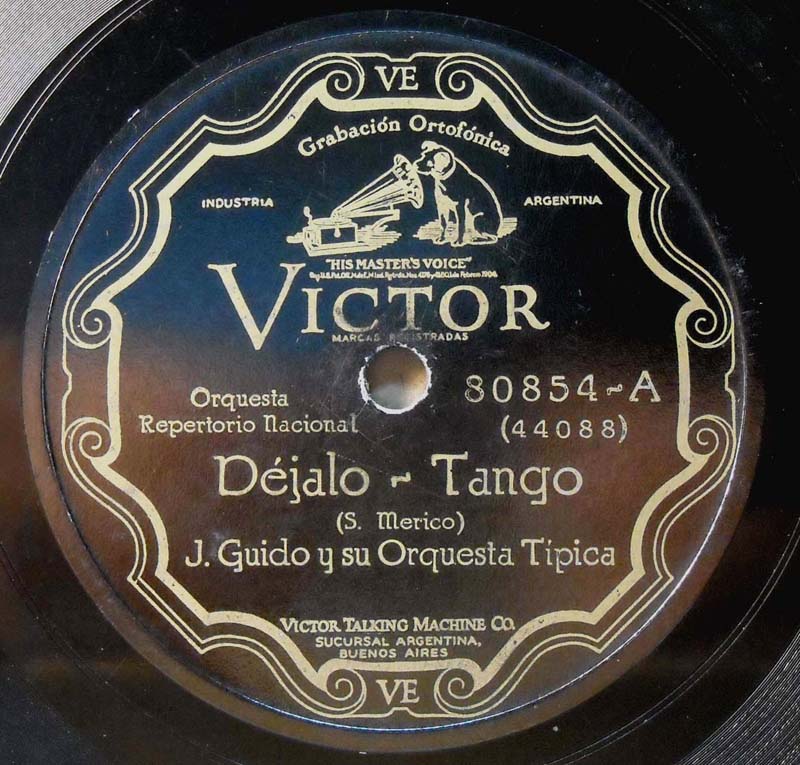 VE
Grabación Ortofónica
INDUSTRIA ARGENTINA
"HIS MASTER'S VOICE"
VICTOR
MARCAS REGISTRADAS
Orquesta
Repertorio Nacional
80854-A
(44088)
Déjalo - Tango
(S. Merico)
J. Guido y su Orquesta Típica
VICTOR TALKING MACHINE CO.
SUCURSAL ARGENTINA,
BUENOS AIRES
VE